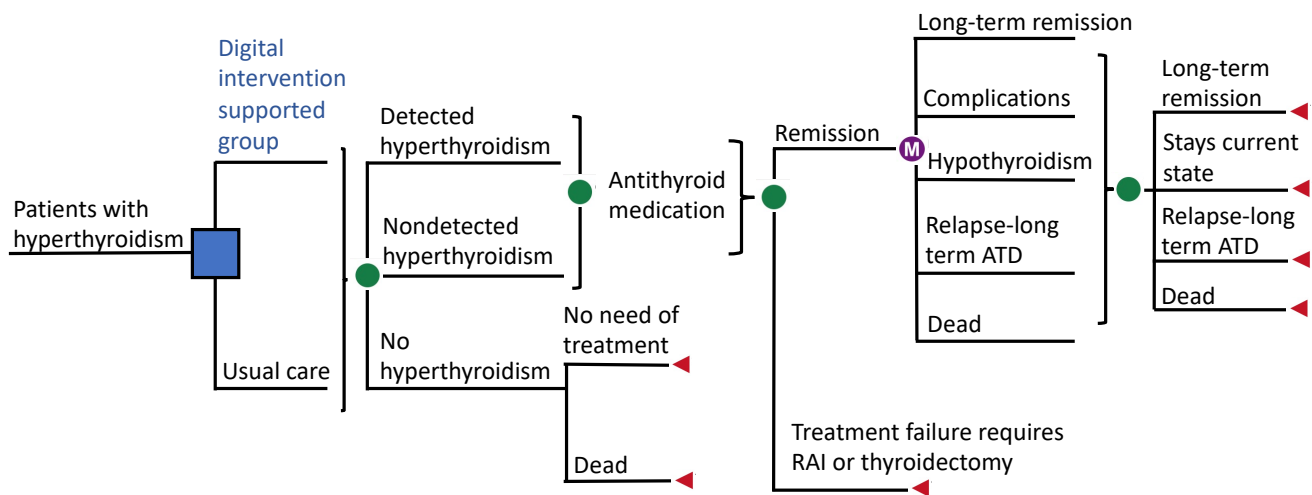 Patients with
hyperthyroidism
Digital
intervention
supported
group
Usual care
Detected
hyperthyroidism
Nondetected
hyperthyroidism
No
hyperthyroidism
No need of
treatment
Dead
Antithyroid
medication
Remission
Treatment failure requires
RAI or thyroidectomy
M
Long-term remission
Complications
Hypothyroidism
Relapse-long
term ATD
Dead
Long-term
remission
Stays current
state
Relapse-long
term ATD
Dead